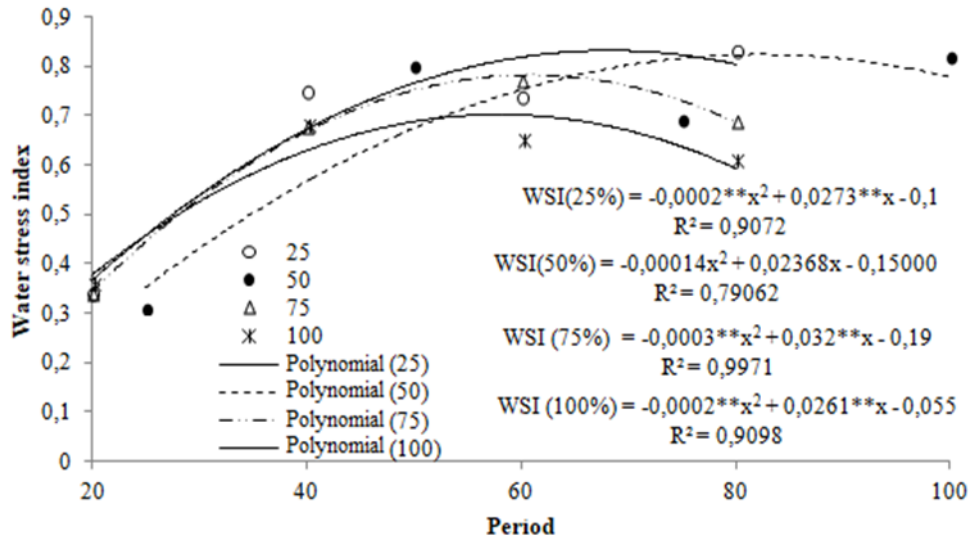 0,9
0,8
0,7
0,6
0,5
0,4
0,3
0,2
0,1
0
Water stress index
25
50
75
100
Polynomial (25)
Polynomial (50)
Polynomial (75)
Polynomial (100)
WSI(25%) = -0,0002**x² + 0,0273**x - 0,1
R² = 0,9072
WSI(50%) = -0,00014x² + 0,02368x - 0,15000
R² = 0,79062
WSI (75%) = -0,0003**x² + 0,032**x - 0,19
R² = 0,9971
WSI (100%) = -0,0002**x² + 0,0261**x - 0,055
R² = 0,9098
20 40 60 80 100
Period